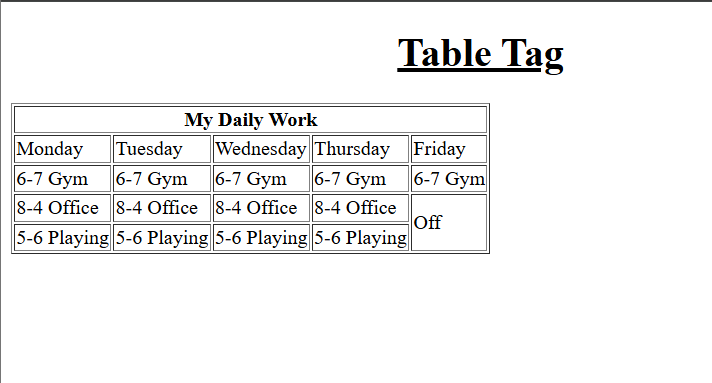 Table Tag
My Daily Work
Monday Tuesday Wednesday Thursday Friday
6-7 Gym 6-7 Gym 6-7 Gym 6-7 Gym 6-7 Gym
8-4 Office 8-4 Office 8-4 Office 8-4 Office
Off
5-6 Playing 5-6 Playing 5-6 Playing 5-6 Playing